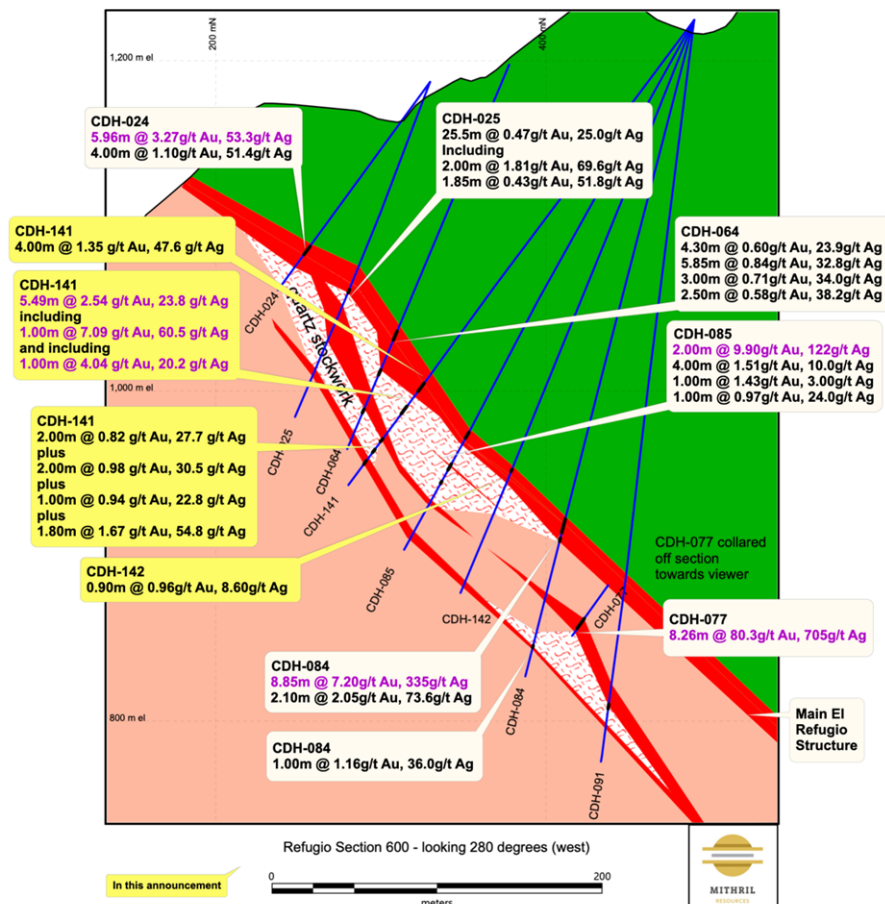 200 mN
400 mN
1,200 m el
CDH-024
5.96m @ 3.27g/t Au, 53.3g/t Ag
4.00m @ 1.10g/t Au, 51.4g/t Ag
CDH-025
25.5m @ 0.47g/t Au, 25.0g/t Ag
Including
2.00m @ 1.81g/t Au, 69.6g/t Ag
1.85m @ 0.43g/t Au, 51.8g/t Ag
CDH-141
4.00m @ 1.35 g/t Au, 47.6 g/t Ag
CDH-064
4.30m @ 0.60g/t Au, 23.9g/t Ag
5.85m @ 0.84g/t Au, 32.8g/t Ag
3.00m @ 0.71g/t Au, 34.0g/t Ag
2.50m @ 0.58g/t Au, 38.2g/t Ag
CDH-141
5.49m @ 2.54 g/t Au, 23.8 g/t Ag
including
1.00m @ 7.09 g/t Au, 60.5 g/t Ag
and including
1.00m @ 4.04 g/t Au, 20.2 g/t Ag
CDH-024
stockwork
CDH-085
2.00m @ 9.90g/t Au, 122g/t Ag
4.00m @ 1.51g/t Au, 10.0g/t Ag
1.00m @ 1.43g/t Au, 3.00g/t Ag
1.00m @ 0.97g/t Au, 24.0g/t Ag
1,000 m el
CDH-141
2.00m @ 0.82 g/t Au, 27.7 g/t Ag
plus
2.00m @ 0.98 g/t Au, 30.5 g/t Ag
plus
1.00m @ 0.94 g/t Au, 22.8 g/t Ag
plus
1.80m @ 1.67 g/t Au, 54.8 g/t Ag
CDH-064
CDH-141
CDH-085
CDH-142
CDH-142
0.90m @ 0.96g/t Au, 8.60g/t Ag
CDH-077 collared
off section
towards viewer
CDH-077
8.26m @ 80.3g/t Au, 705g/t Ag
CDH-084
8.85m @ 7.20g/t Au, 335g/t Ag
2.10m @ 2.05g/t Au, 73.6g/t Ag
CDH-084
800 m el
CDH-084
1.00m @ 1.16g/t Au, 36.0g/t Ag
CDH-091
Main El
Refugio
Structure
Refugio Section 600 - looking 280 degrees (west)
In this announcement
0
200
meters
MITHRIL
RESOURCES